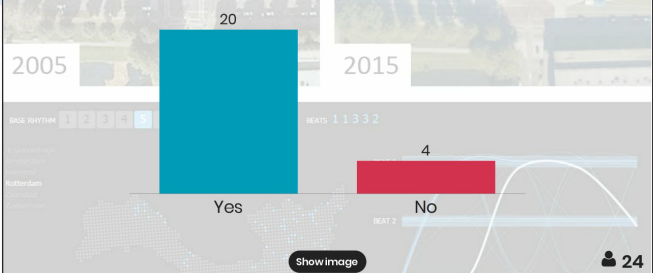 20
2005
2015
BASE RHYTHM 1 2 3 4 5
BEATS 1 1 3 3 2
4
Rotterdam
Yes
No
BEAT 2
Show image
24